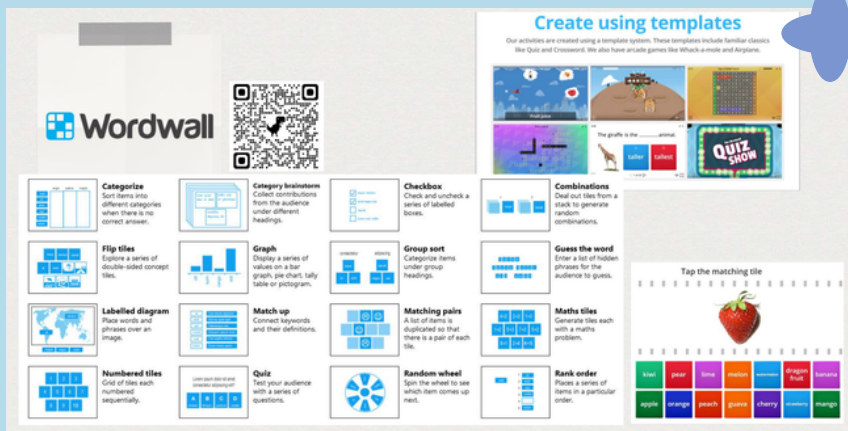 Create using templates
Our activities are created using a template system. These templates include familiar classics
like Quiz and Crossword. We also have arcade games like Whack-a-mole and Airplane.
Wordwall
The giraffe is the ______ animal.
taller
tallest
QUIZ
SHOW
Categorize
Sort items into
different categories
when there is no
correct answer.
Category brainstorm
Collect contributions
from the audience
under different
headings.
Checkbox
Check and uncheck a
series of labelled
boxes.
Combinations
Deal out tiles from a
stack to generate
random
combinations.
Flip tiles
Explore a series of
double-sided concept
tiles.
Graph
Display a series of
values on a bar
graph, pie chart, tally
table or pictogram.
Group sort
Categorize items
under group
headings.
Guess the word
Enter a list of hidden
phrases for the
audience to guess.
Labelled diagram
Place words and
phrases over an
image.
Match up
Connect keywords
and their definitions.
Matching pairs
A list of items is
duplicated so that
there is a pair of each
tile.
Maths tiles
Generate tiles each
with a maths
problem.
Numbered tiles
Grid of tiles each
numbered
sequentially.
Quiz
Test your audience
with a series of
questions.
A B C D
Random wheel
Spin the wheel to see
which item comes up
next.
Rank order
Places a series of
items in a particular
order.
Tap the matching tile
kiwi pear lime melon dragon fruit banana
apple orange peach guava cherry strawberry mango